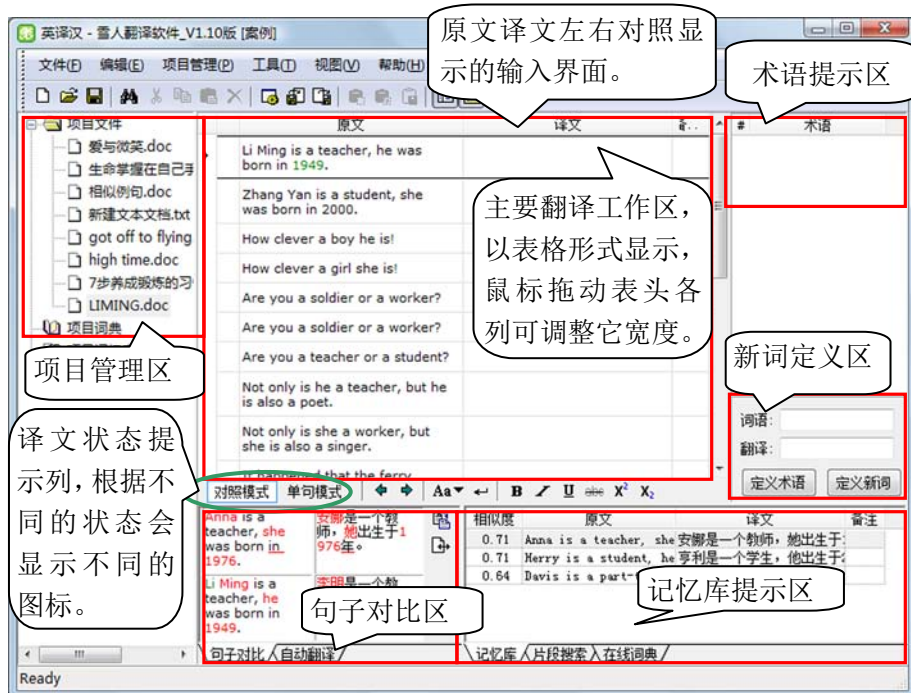 英译汉 - 雪人翻译软件_V1.10版 [案例]
原文译文左右对照显
示的输入界面。
术语提示区
文件(F) 编辑(E) 项目管理(P) 工具(T) 视图(V) 帮助(H)
项目文件
爱与微笑.doc
生命掌握在自己手
相似例句.doc
新建文本文档.txt
got off to flying
high time.doc
7步养成锻炼的习
LIMING.doc
项目词典
项目管理区
原文 译文 备..
Li Ming is a teacher, he was
born in 1949.
Zhang Yan is a student, she
was born in 2000.
How clever a boy he is!
How clever a girl she is!
Are you a soldier or a worker?
Are you a soldier or a worker?
Are you a teacher or a student?
Not only is he a teacher, but he
is also a poet.
Not only is she a worker, but
she is also a singer.
It happened that the ferry
主要翻译工作区，
以表格形式显示，
鼠标拖动表头各
列可调整它宽度。
# 术语
新词定义区
词语:
翻译:
定义术语 定义新词
译文状态提
示列，根据不
同的状态会
显示不同的
图标。
对照模式 单句模式 Aa B I U abc X² X₂
Anna is a
teacher, she
was born in
1976.
安娜是一个教
师，她出生于1
976年。
Li Ming is a
teacher, he
was born in
1949.
李明是一个教
句子对比区
句子对比 自动翻译
相似度 原文 译文 备注
0.71 Anna is a teacher, she 安娜是一个教师，她出生于
0.71 Herry is a student, he 亨利是一个学生，他出生于
0.64 Davis is a part-
记忆库提示区
记忆库 片段搜索 在线词典
Ready